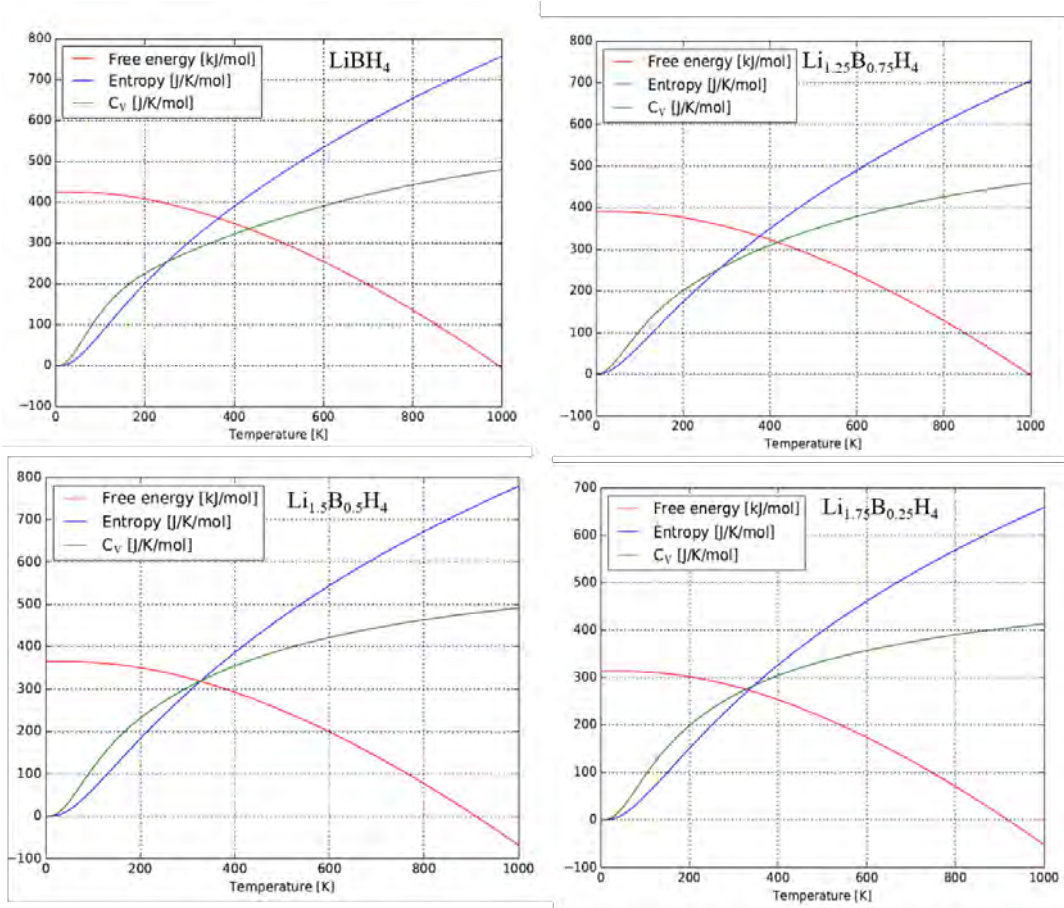 800
700
600
500
400
300
200
100
0
−100
Free energy [kJ/mol]
Entropy [J/K/mol]
C_V [J/K/mol]
LiBH₄
0 200 400 600 800 1000
Temperature [K]
800
700
600
500
400
300
200
100
0
−100
Free energy [kJ/mol]
Entropy [J/K/mol]
C_V [J/K/mol]
Li₁.₂₅B₀.₇₅H₄
0 200 400 600 800 1000
Temperature [K]
800
700
600
500
400
300
200
100
0
−100
Free energy [kJ/mol]
Entropy [J/K/mol]
C_V [J/K/mol]
Li₁.₅B₀.₅H₄
0 200 400 600 800 1000
Temperature [K]
700
600
500
400
300
200
100
0
−100
Free energy [kJ/mol]
Entropy [J/K/mol]
C_V [J/K/mol]
Li₁.₇₅B₀.₂₅H₄
0 200 400 600 800 1000
Temperature [K]